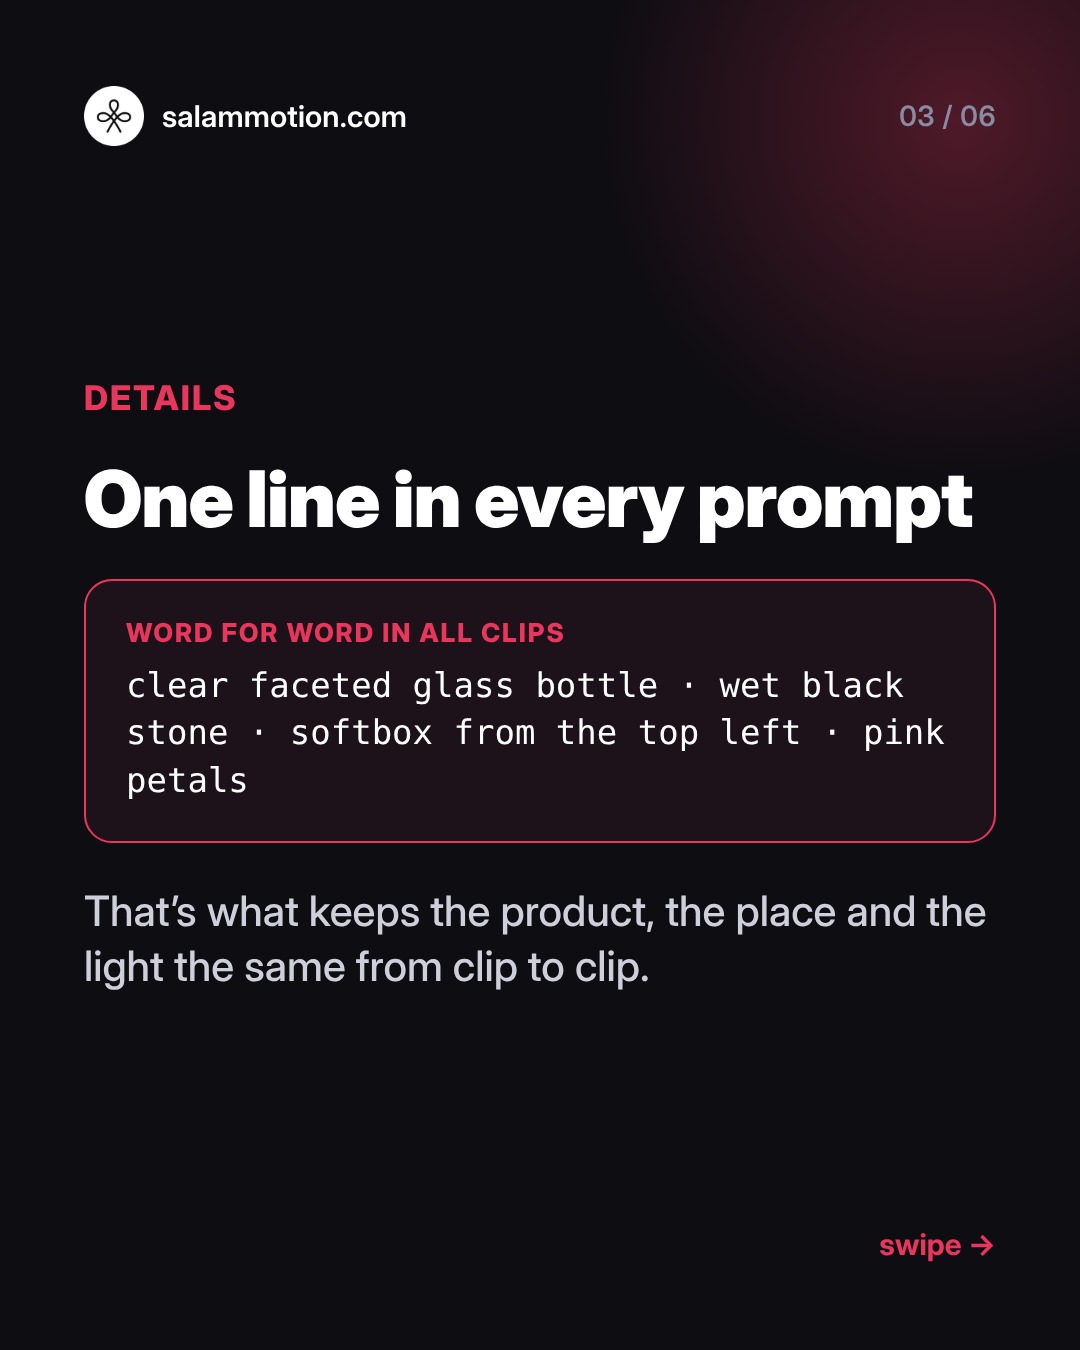 salammotion.com
03 / 06
DETAILS
One line in every prompt
WORD FOR WORD IN ALL CLIPS
clear faceted glass bottle · wet black
stone · softbox from the top left · pink
petals
That’s what keeps the product, the place and the
light the same from clip to clip.
swipe →